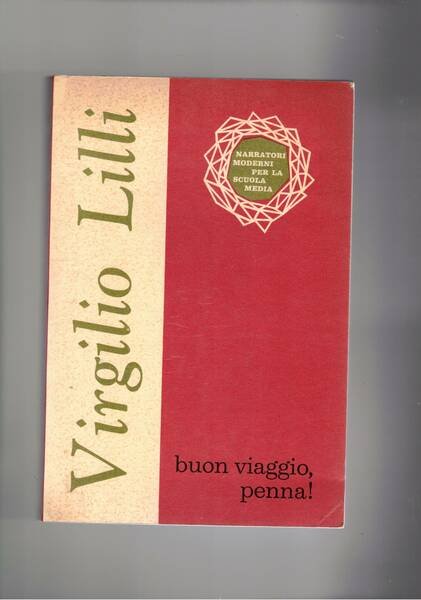 Virgilio Lilli
NARRATORI
MODERNI
PER LA
SCUOLA
MEDIA
buon viaggio,
penna!